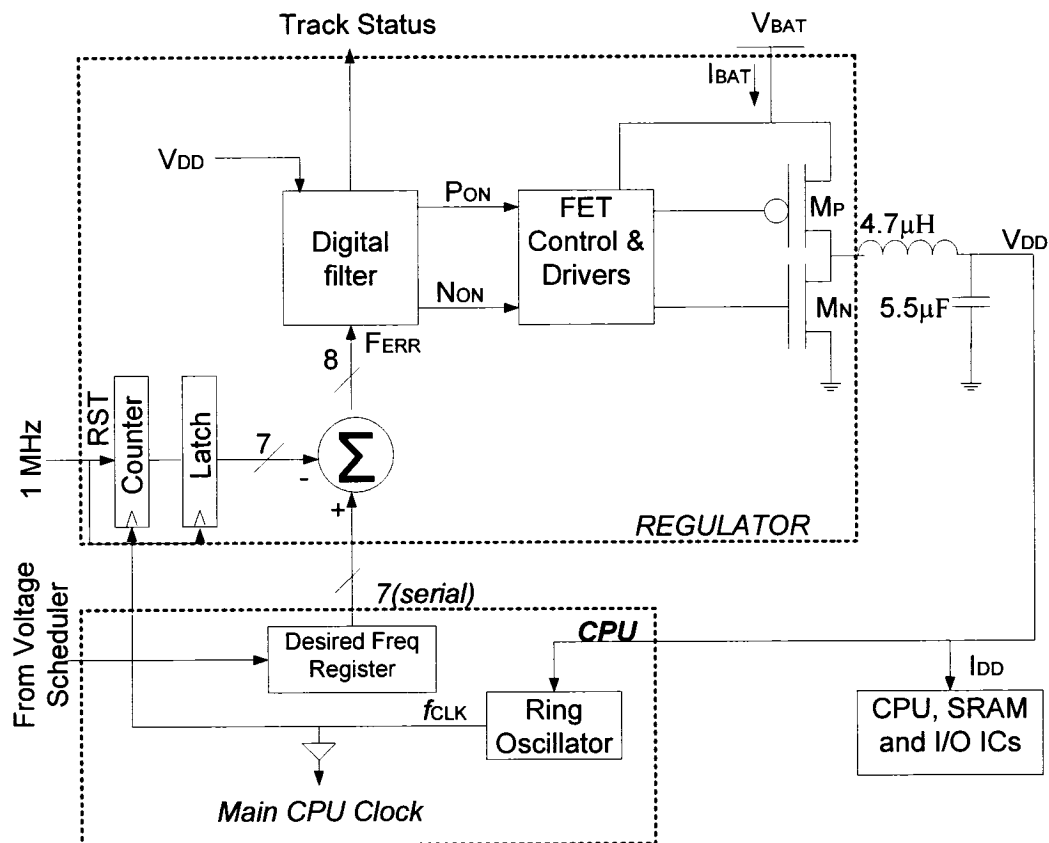 Track Status
VBAT
IBAT
VDD
PON
NON
Digital
filter
FET
Control &
Drivers
MP
MN
4.7μH
VDD
5.5μF
8
FERR
1 MHz
RST
Counter
Latch
7
-
Σ
+
REGULATOR
7(serial)
From Voltage
Scheduler
CPU
Desired Freq
Register
fCLK
Ring
Oscillator
IDD
CPU, SRAM
and I/O ICs
Main CPU Clock